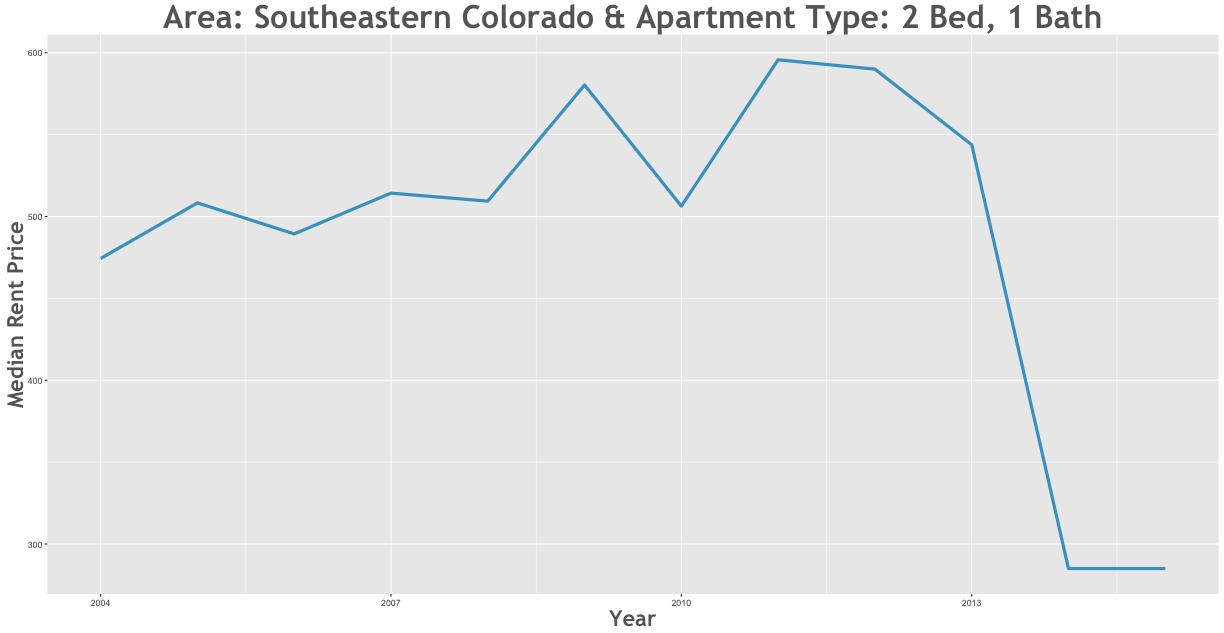 Area: Southeastern Colorado & Apartment Type: 2 Bed, 1 Bath
Median Rent Price
600
500
400
300
2004 2007 2010 2013
Year